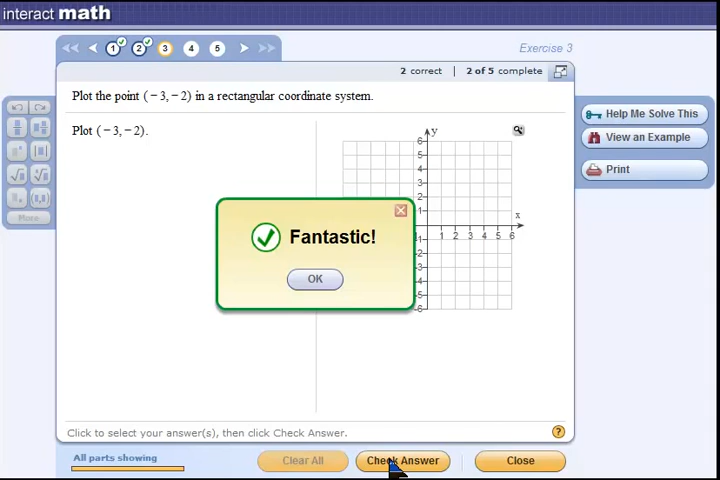 interact math
1 2 3 4 5
Exercise 3
2 correct | 2 of 5 complete
Plot the point (−3,−2) in a rectangular coordinate system.
Plot (−3,−2).
Help Me Solve This
View an Example
Print
More
y
6
5
4
3
2
1
x
1 2 3 4 5 6
-1
-2
-3
-4
-5
-6
Fantastic!
OK
Click to select your answer(s), then click Check Answer.
?
All parts showing
Clear All
Check Answer
Close